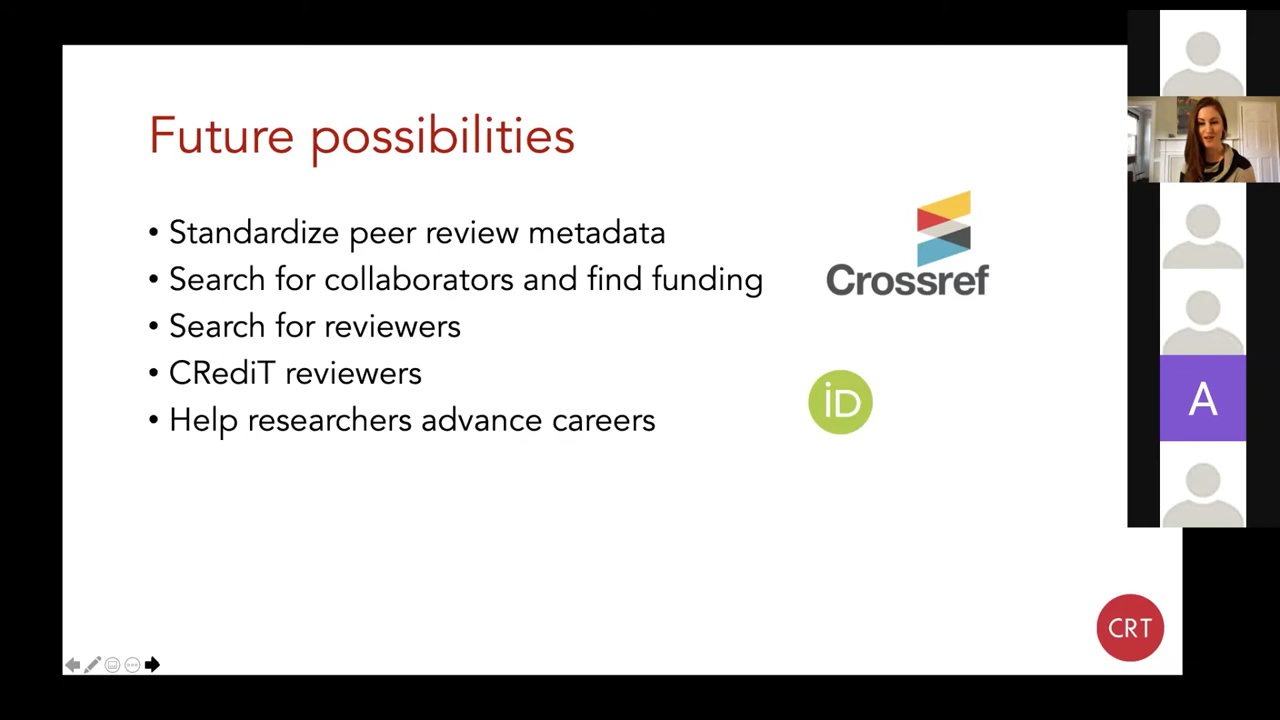 Future possibilities
• Standardize peer review metadata
• Search for collaborators and find funding
• Search for reviewers
• CRediT reviewers
• Help researchers advance careers
Crossref
iD
A
CRT